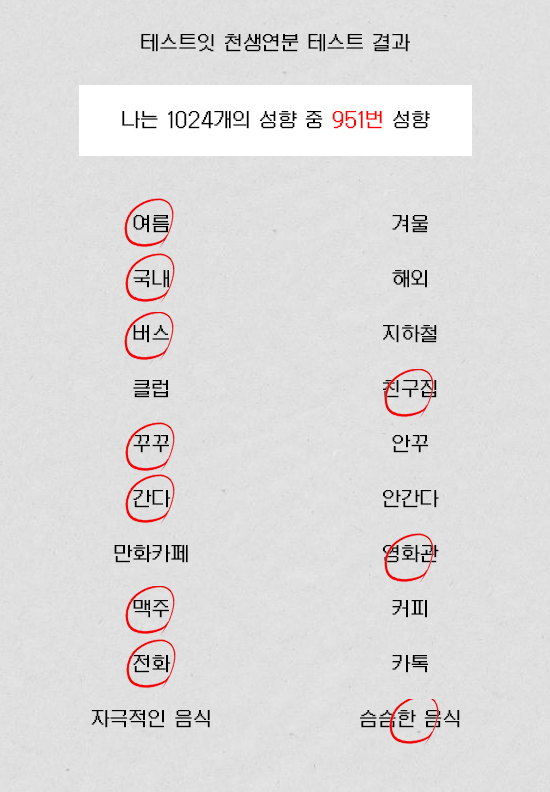 테스트잇 천생연분 테스트 결과
나는 1024개의 성향 중 951번 성향
여름 겨울
국내 해외
버스 지하철
클럽 친구집
꾸꾸 안꾸
간다 안간다
만화카페 영화관
맥주 커피
전화 카톡
자극적인 음식 슴슴한 음식